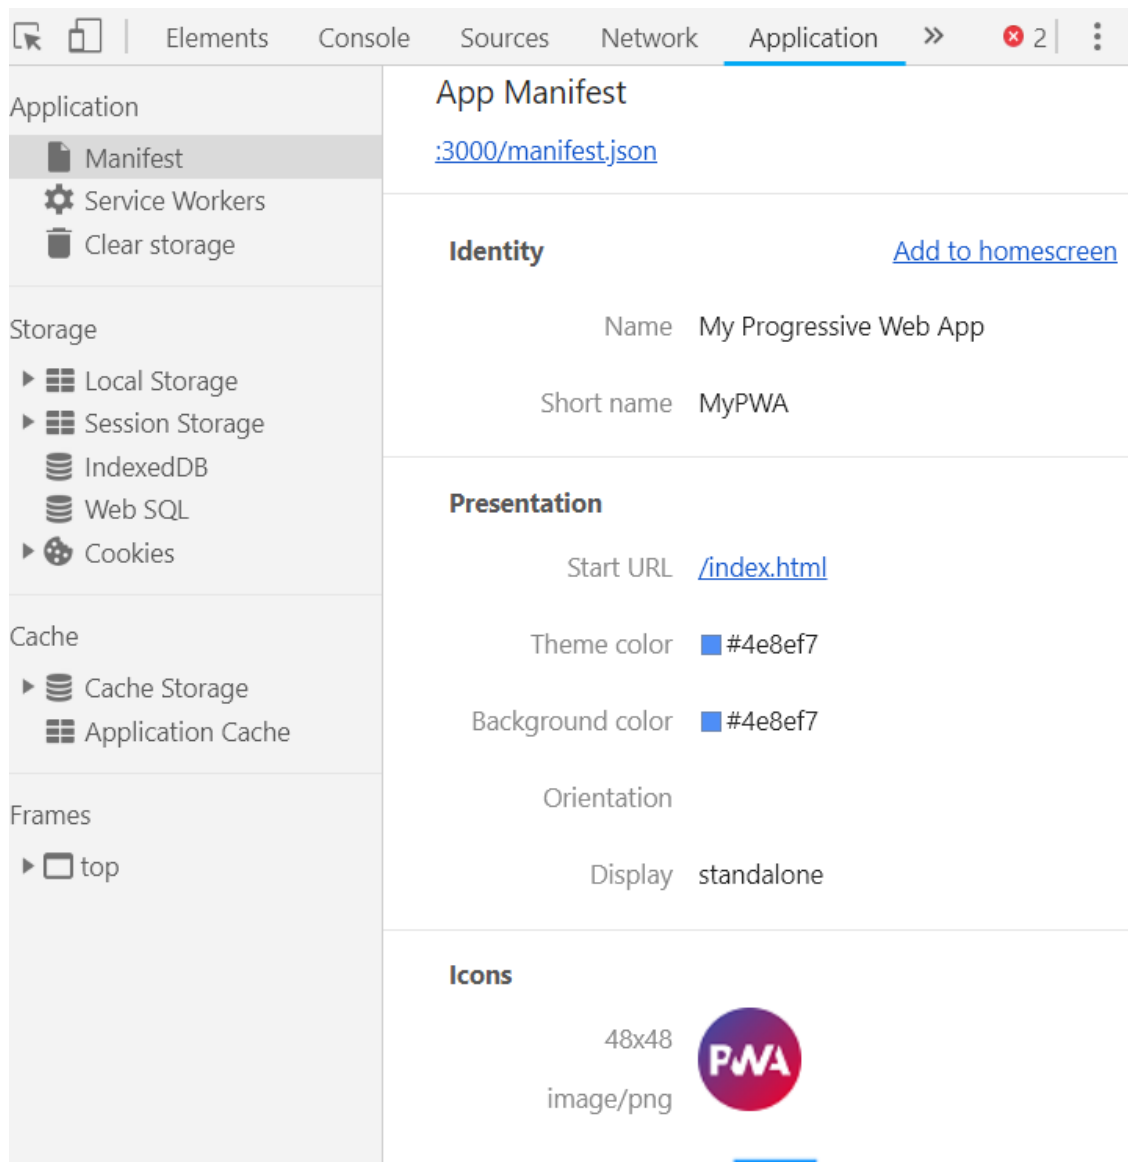 Elements Console Sources Network Application » 2
Application
Manifest
Service Workers
Clear storage
Storage
Local Storage
Session Storage
IndexedDB
Web SQL
Cookies
Cache
Cache Storage
Application Cache
Frames
top
App Manifest
:3000/manifest.json
Identity Add to homescreen
Name My Progressive Web App
Short name MyPWA
Presentation
Start URL /index.html
Theme color #4e8ef7
Background color #4e8ef7
Orientation
Display standalone
Icons
48x48
PWA
image/png